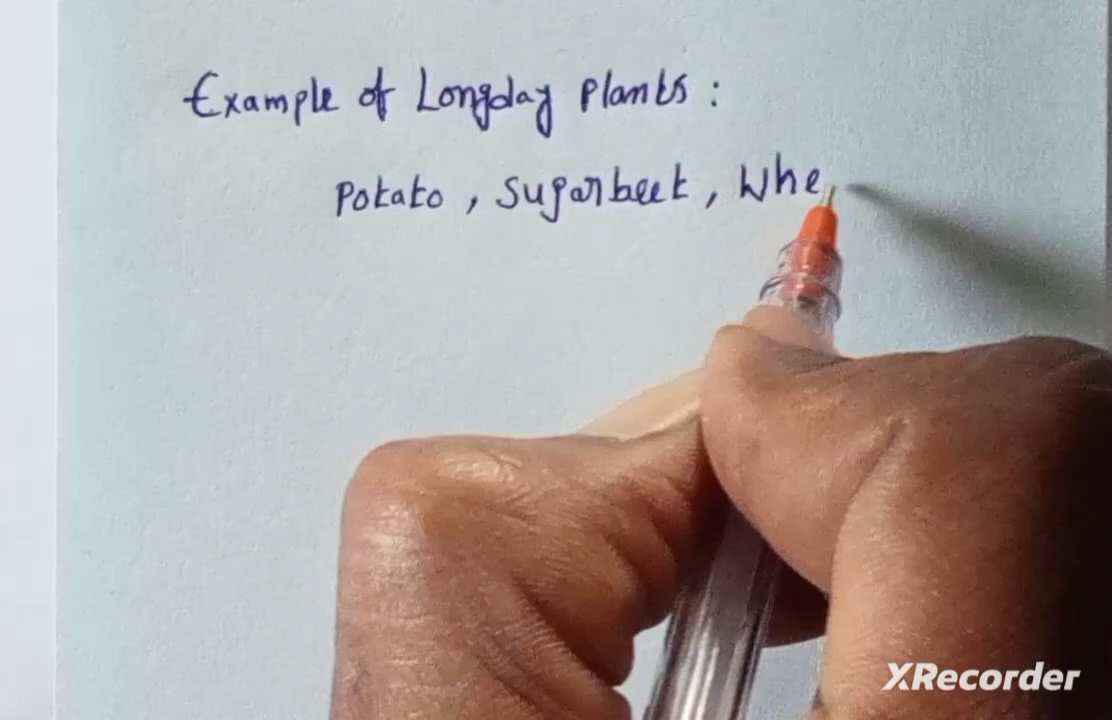 Example of Longday plants :
Potato , Sugarbeet , Whe
XRecorder